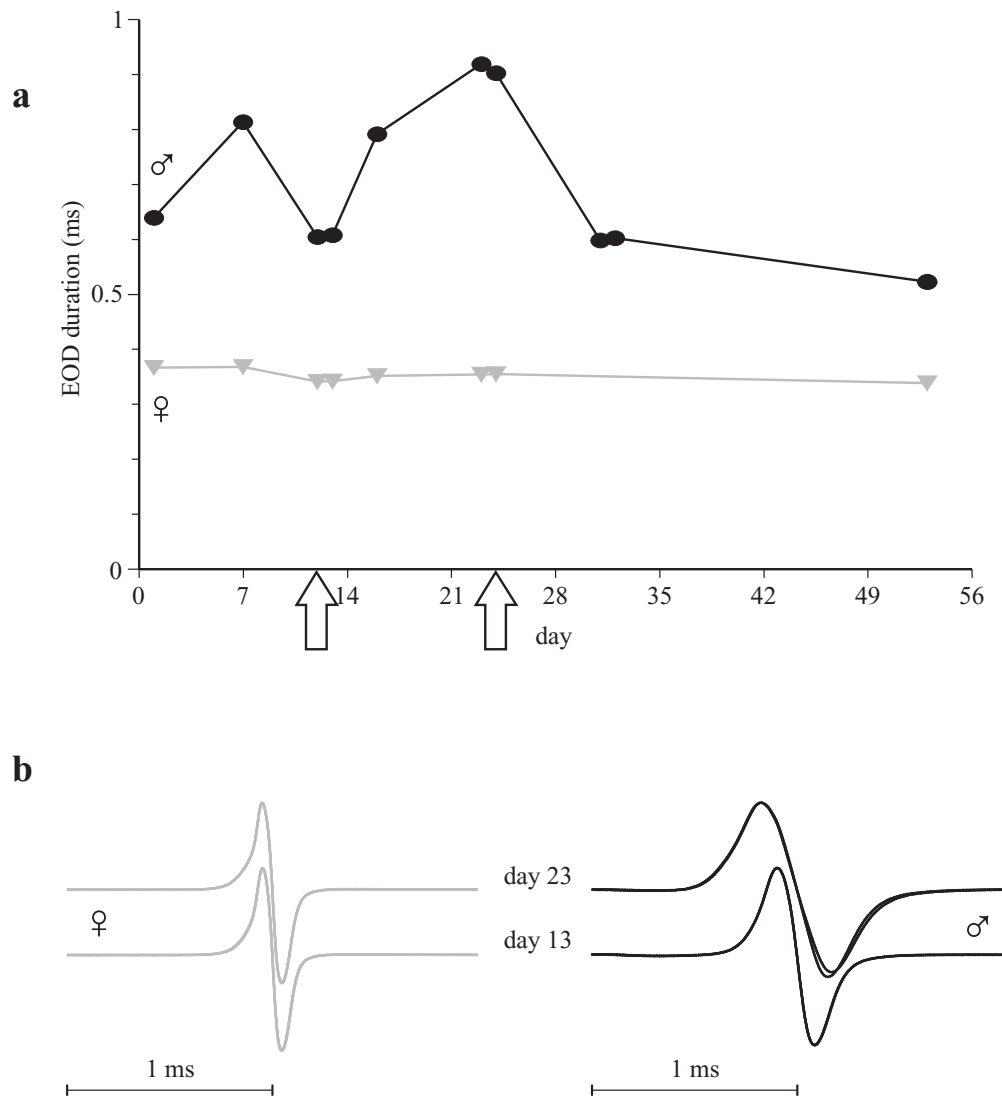 a
1
♂
EOD duration (ms)
0.5
♀
0
0 7 14 21 28 35 42 49 56
day
b
day 23
♀ day 13 ♂
1 ms 1 ms